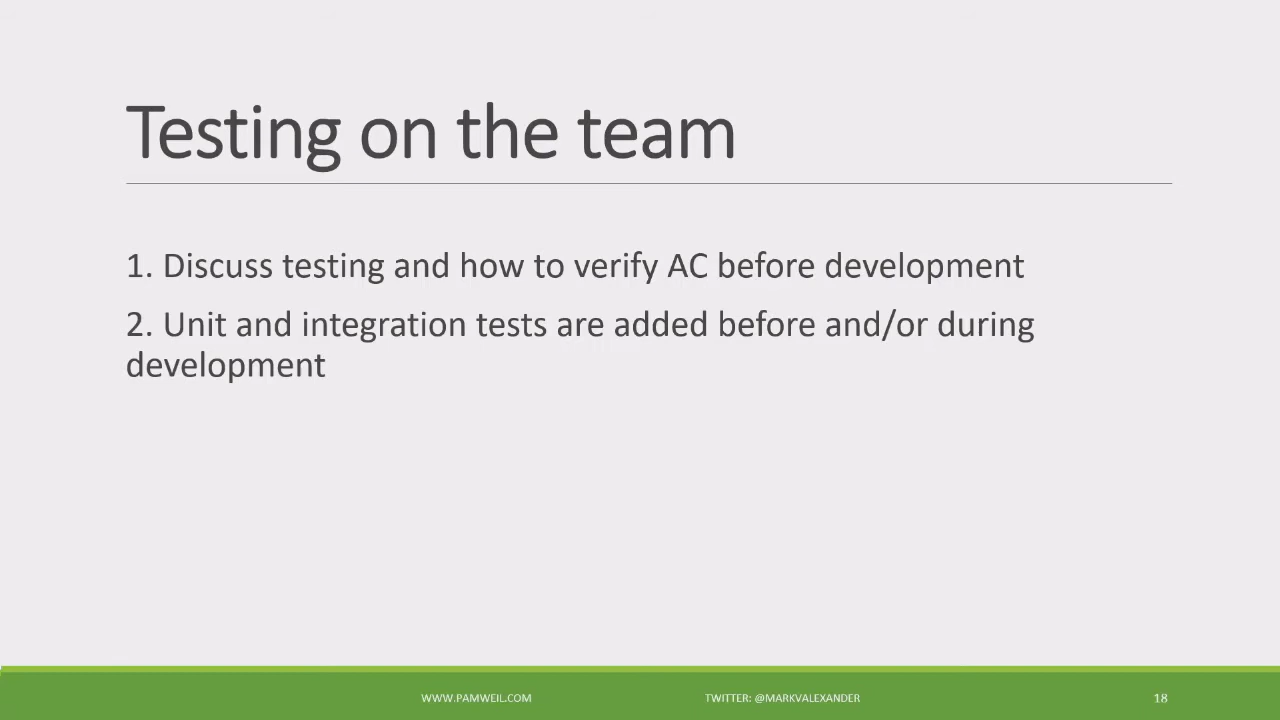 Testing on the team
1. Discuss testing and how to verify AC before development
2. Unit and integration tests are added before and/or during
development
WWW.PAMWEIL.COM
TWITTER: @MARKVALEXANDER
18